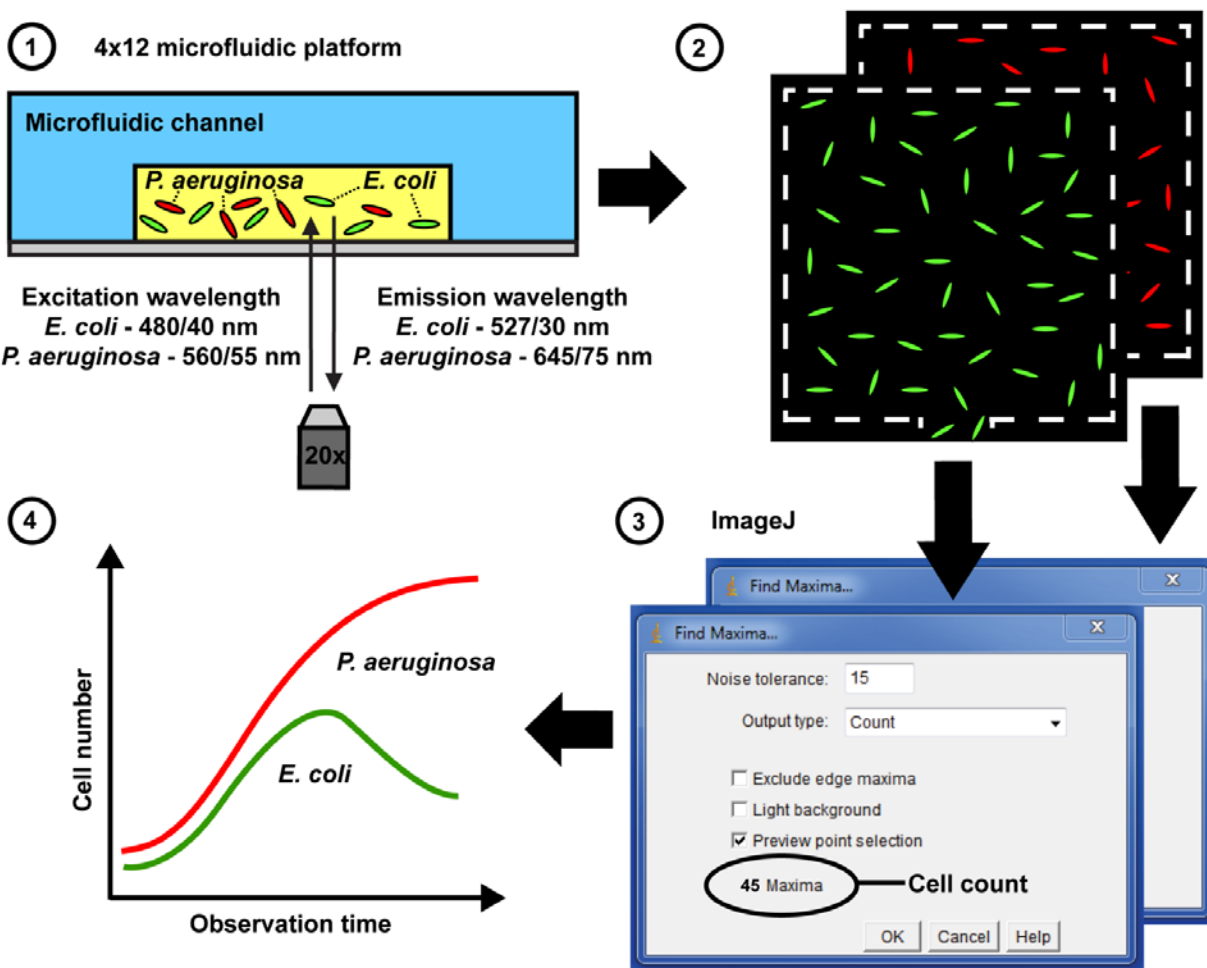 1 4x12 microfluidic platform
Microfluidic channel
P. aeruginosa E. coli
Excitation wavelength
E. coli - 480/40 nm
P. aeruginosa - 560/55 nm
Emission wavelength
E. coli - 527/30 nm
P. aeruginosa - 645/75 nm
20x
2
3 ImageJ
Find Maxima...
x
Find Maxima...
x
Noise tolerance: 15
Output type: Count
Exclude edge maxima
Light background
Preview point selection
45 Maxima Cell count
OK Cancel Help
4
Cell number
P. aeruginosa
E. coli
Observation time